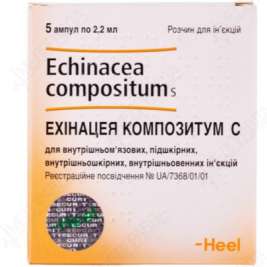 5 ампул по 2,2 мл Розчин для ін'єкцій
Echinacea
compositum s
ЕХІНАЦЕЯ КОМПОЗИТУМ С
для внутрішньом'язових, підшкірних,
внутрішньошкірних, внутрішньовенних ін'єкцій
Реєстраційне посвідчення № UA/7368/01/01
-Heel